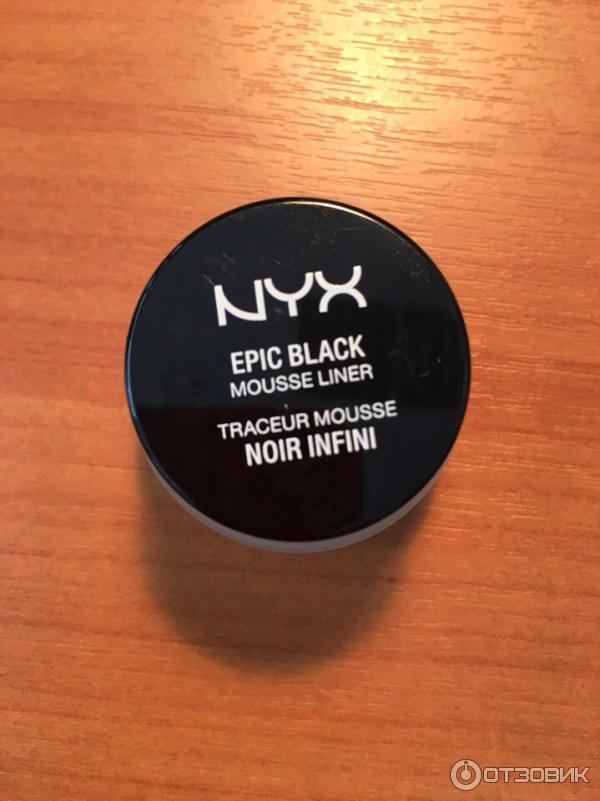 NYX
EPIC BLACK
MOUSSE LINER
TRACEUR MOUSSE
NOIR INFINI
ОТЗОВИК